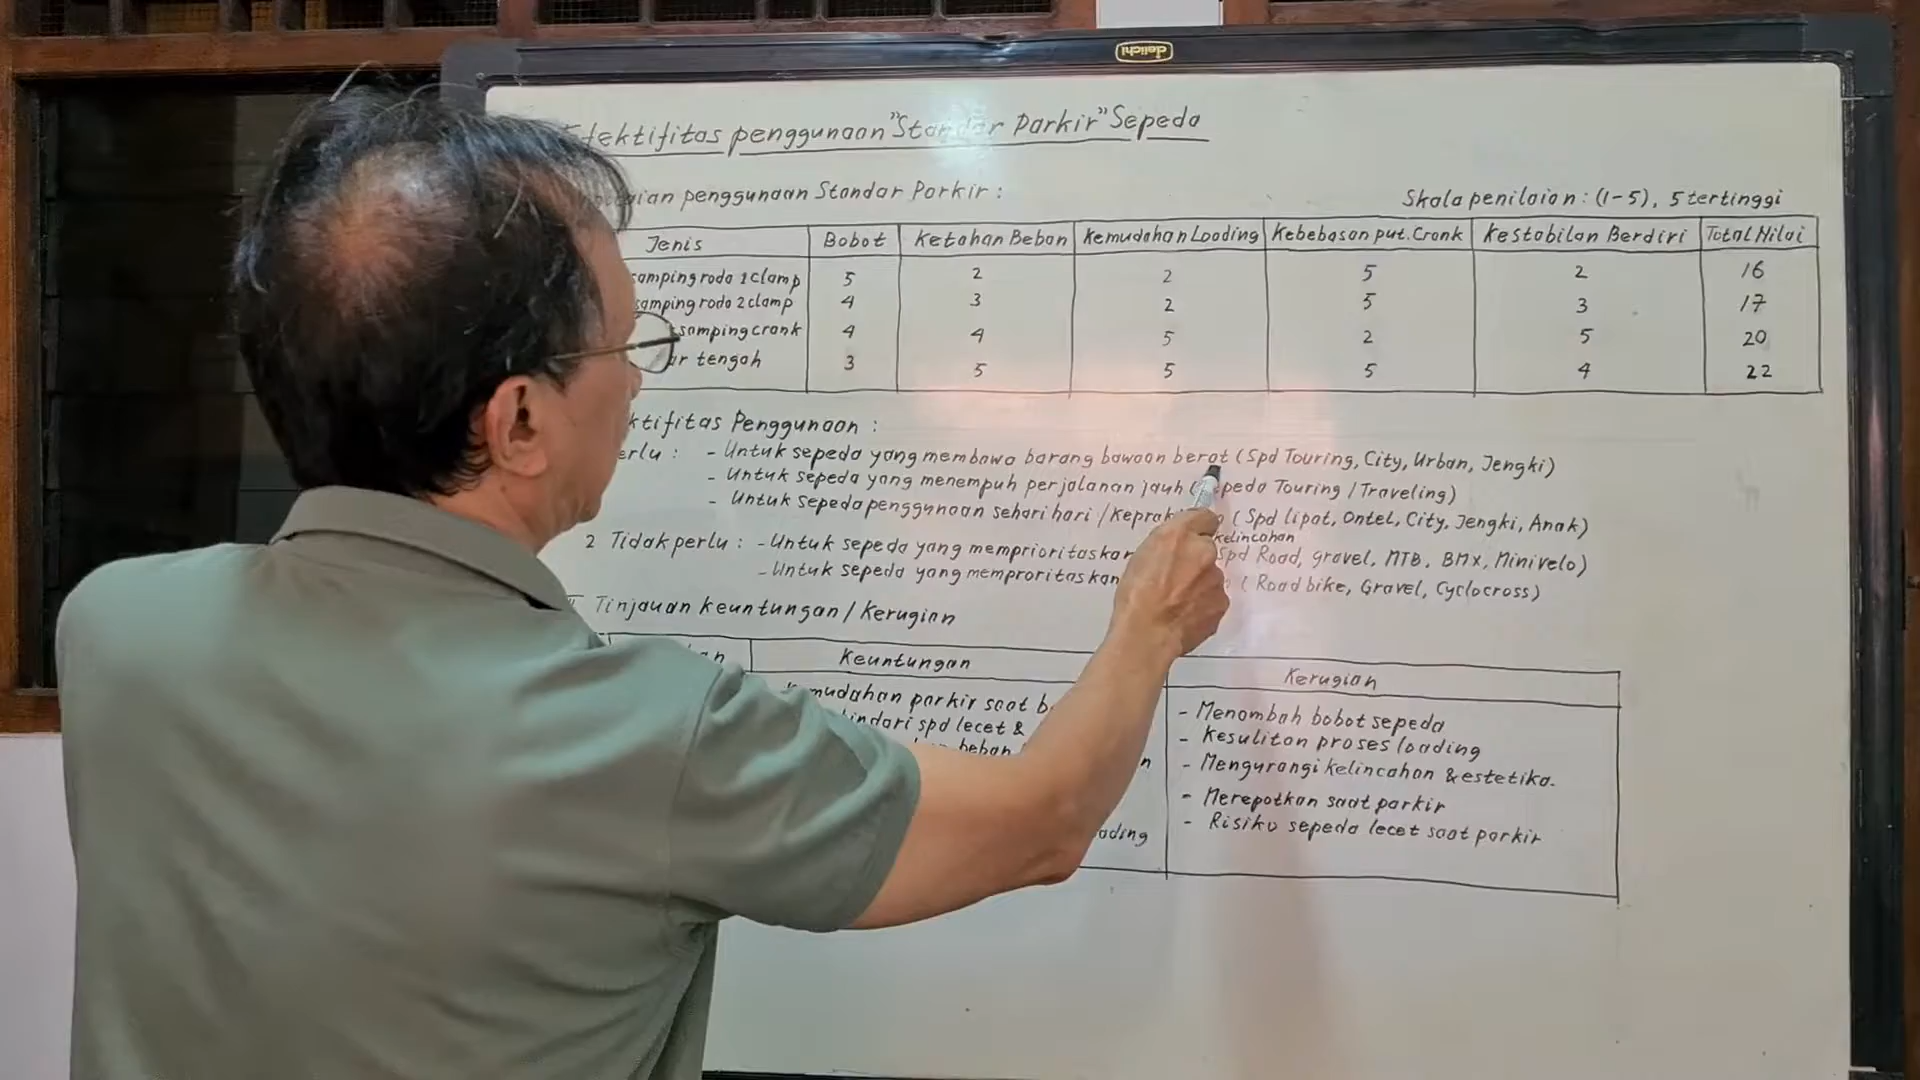 daiichi
penggunaan "Standar Parkir" Sepeda
penggunaan Standar Parkir :
Skala penilaian : (1-5), 5 tertinggi
Jenis Bobot Ketahan Beban Kemudahan Loading Kebebasan put. Crank Kestabilan Berdiri Total Nilai
samping roda 1 clamp 5 2 2 5 2 16
samping roda 2 clamp 4 3 2 5 3 17
samping crank 4 4 5 2 5 20
tengah 3 5 5 5 4 22
Penggunaan :
- Untuk sepeda yang membawa barang bawaan berat (Spd Touring, City, Urban, Jengki)
- Untuk sepeda yang menempuh perjalanan jauh Touring / Traveling)
- Untuk sepeda penggunaan sehari hari / (Spd lipat, Ontel, City, Jengki, Anak)
kelincahan
2 Tidak perlu : - Untuk sepeda yang Spd Road, gravel, MTB, BMX, Minivelo)
- Untuk sepeda yang (Road bike, Gravel, Cyclocross)
Tinjauan keuntungan / Kerugian
Keuntungan Kerugian
parkir saat
spd lecet &
beban
- Menambah bobot sepeda
- Kesulitan proses loading
- Mengurangi kelincahan & estetika.
- Merepotkan saat parkir
- Risiko sepeda lecet saat parkir